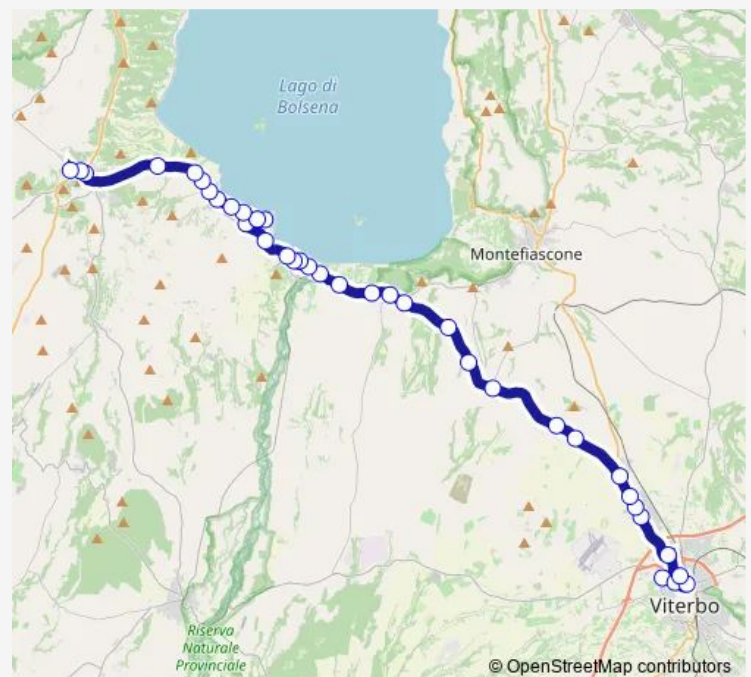 Lago di
Bolsena
Montefiascone
Viterbo
Riserva
Naturale
Provinciale
© OpenStreetMap contributors